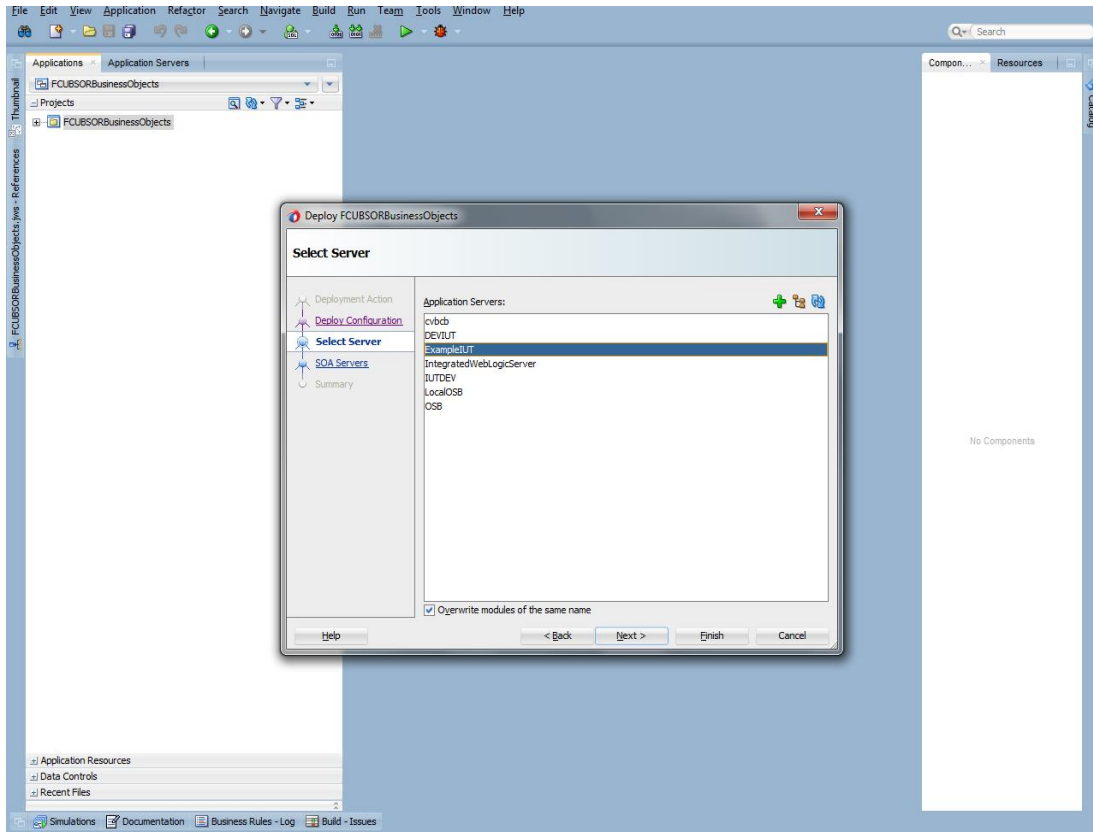 File Edit View Application Refactor Search Navigate Build Run Team Tools Window Help
Search
Applications Application Servers
Compon... Resources
FCUBSORBusinessObjects
Projects
FCUBSORBusinessObjects
Thumbnail
FCUBSORBusinessObjects.jws - References
Catalog
Deploy FCUBSORBusinessObjects
Select Server
Deployment Action
Deploy Configuration
Select Server
SOA Servers
Summary
Application Servers:
cvbcb
DEVIUT
ExampleIUT
IntegratedWebLogicServer
IUTDEV
LocalOSB
OSB
No Components
Overwrite modules of the same name
Help < Back Next > Finish Cancel
Application Resources
Data Controls
Recent Files
Simulations Documentation Business Rules - Log Build - Issues